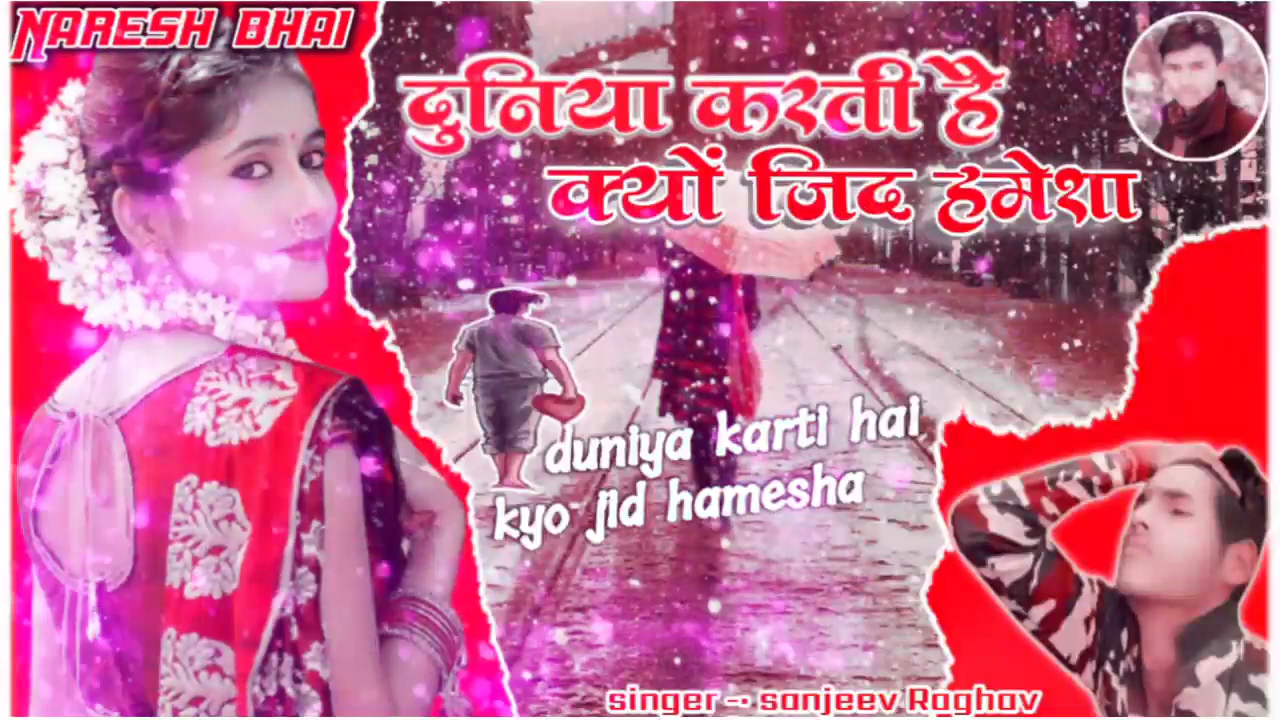 NARESH BHAI
दुनिया करती है
क्यों जिद हमेशा
duniya karti hai
kyo jid hamesha
singer -: sanjeev Raghav